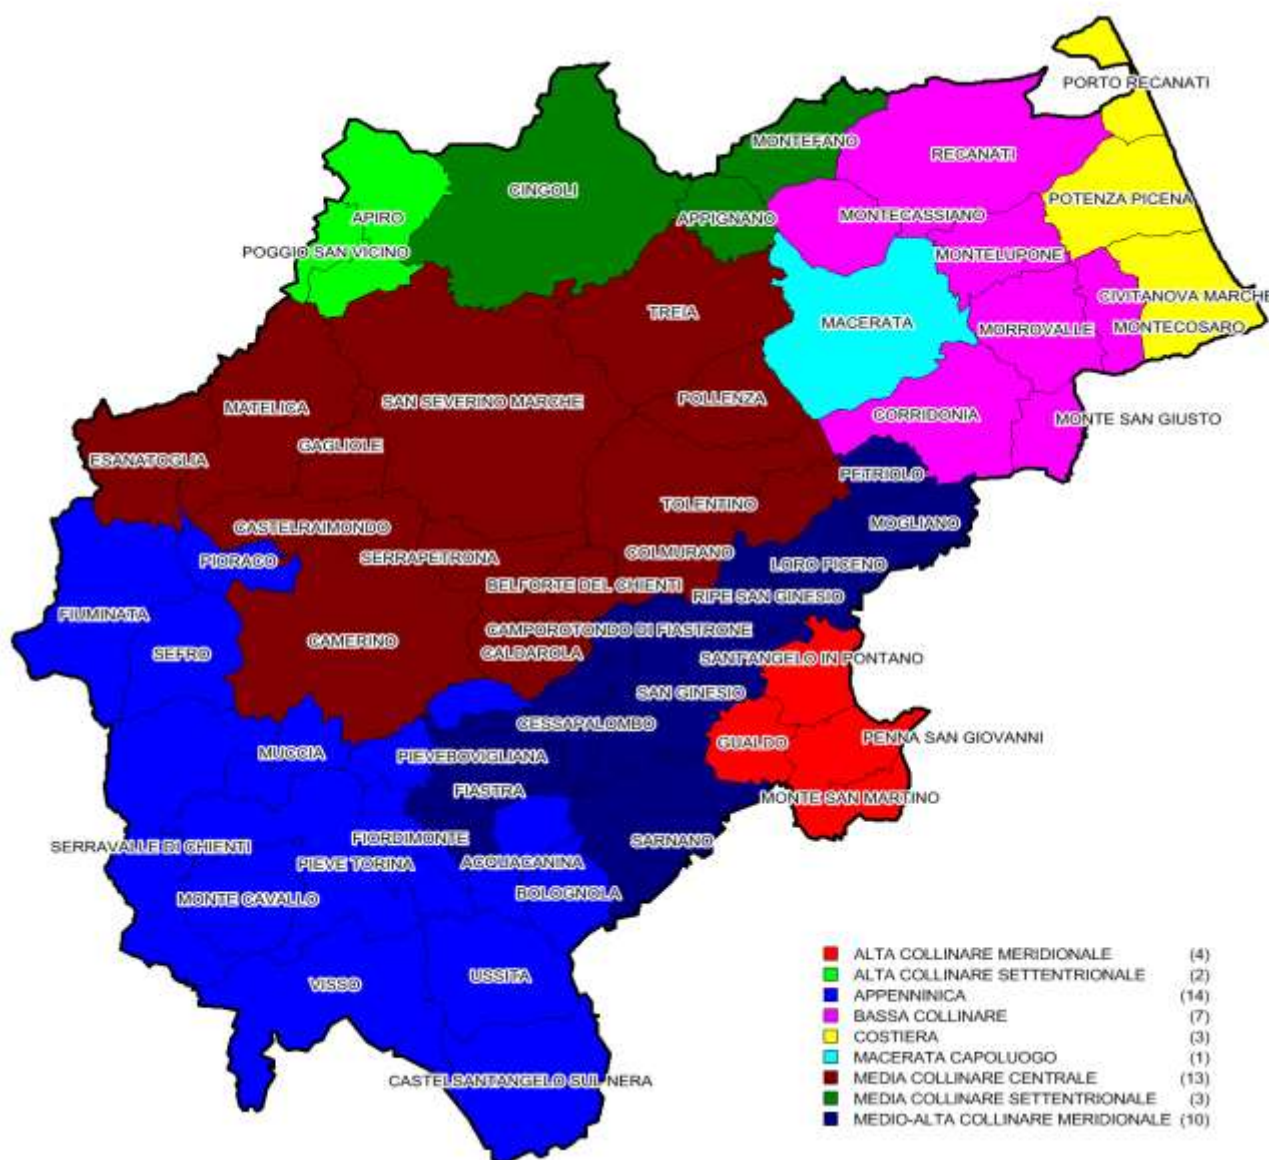 PORTO RECANATI
MONTEFANO
RECANATI
CINGOLI
POTENZA PICENA
APIRO
APPIGNANO
MONTECASSIANO
POGGIO SAN VICINO
MONTELUPONE
CIVITANOVA MARCHE
TREIA
MACERATA
MORROVALLE
MONTECOSARO
POLLENZA
SAN SEVERINO MARCHE
MATELICA
CORRIDONIA
MONTE SAN GIUSTO
GAGLIOLE
ESANATOGLIA
PETRIOLO
TOLENTINO
MOGLIANO
CASTELRAIMONDO
SERRAPETRONA
COLMURANO
PIORACO
LORO PICENO
BELFORTE DEL CHIENTI
RIPE SAN GINESIO
FIUMINATA
CAMPOROTONDO DI FIASTRONE
CAMERINO
SEFRO
CALDAROLA
SANT'ANGELO IN PONTANO
SAN GINESIO
CESSAPALOMBO
PENNA SAN GIOVANNI
GUALDO
MUCCIA
PIEVEBOVIGLIANA
FIASTRA
MONTE SAN MARTINO
FIORDIMONTE
SARNANO
SERRAVALLE DI CHIENTI
PIEVE TORINA
ACQUACANINA
BOLOGNOLA
MONTE CAVALLO
USSITA
VISSO
CASTELSANTANGELO SUL NERA
ALTA COLLINARE MERIDIONALE (4)
ALTA COLLINARE SETTENTRIONALE (2)
APPENNINICA (14)
BASSA COLLINARE (7)
COSTIERA (3)
MACERATA CAPOLUOGO (1)
MEDIA COLLINARE CENTRALE (13)
MEDIA COLLINARE SETTENTRIONALE (3)
MEDIO-ALTA COLLINARE MERIDIONALE (10)